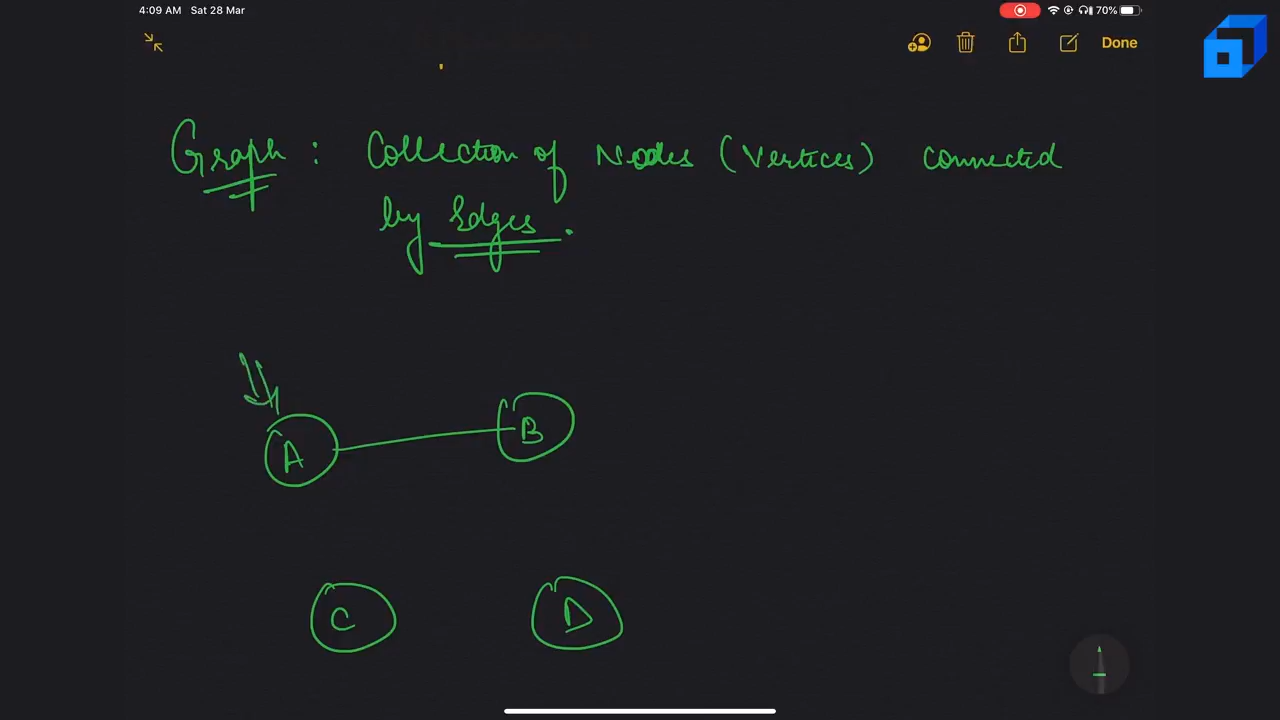 4:09 AM Sat 28 Mar
70%
Done
Graph : Collection of Nodes (Vertices) connected
by Edges.
A
B
C
D